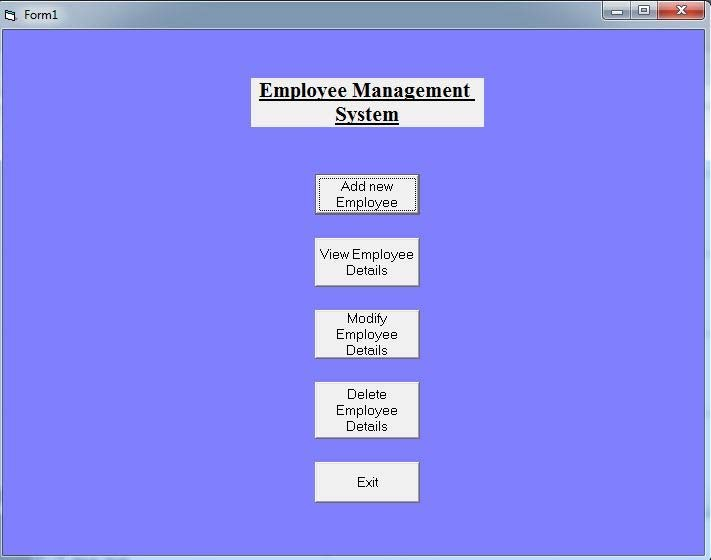 Form1
Employee Management
System
Add new
Employee
View Employee
Details
Modify
Employee
Details
Delete
Employee
Details
Exit